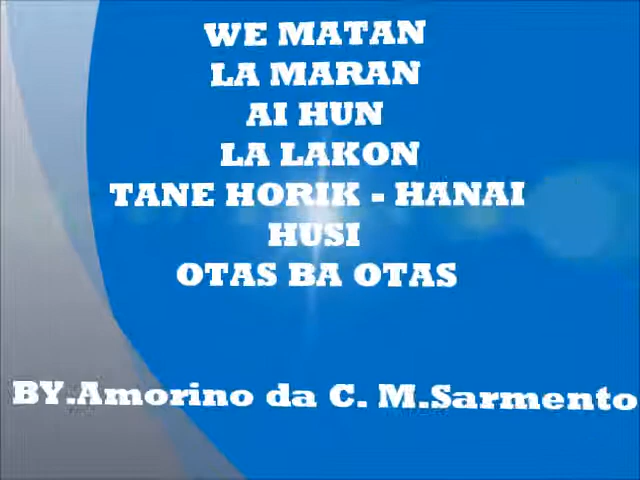 WE MATAN
LA MARAN
AI HUN
LA LAKON
TANE HORIK - HANAI
HUSI
OTAS BA OTAS
BY.Amorino da C. M.Sarmento